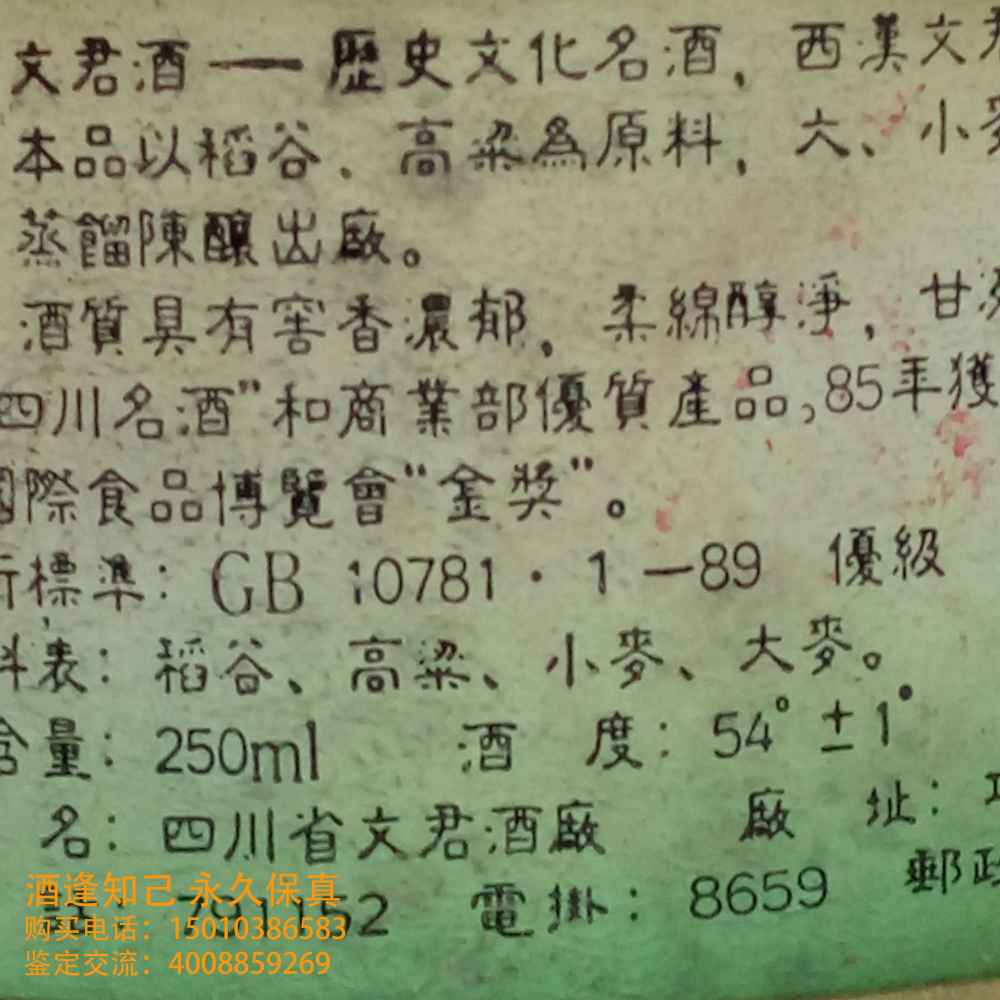 文君酒——歷史文化名酒，西漢文君
本品以稻谷、高粱為原料，大、小麥
蒸餾陳釀出廠。
酒質具有窖香濃郁，柔綿醇淨，甘
四川名酒”和商業部優質產品,85年獲
國際食品博覽會“金獎”。
標準：GB 10781·1—89 優級
料表：稻谷、高粱、小麥、大麥。
含量：250ml 酒 度：54°±1°
名：四川省文君酒廠 廠 址：
電掛：8659 郵政
酒逢知己 永久保真
购买电话：15010386583
鉴定交流：4008859269